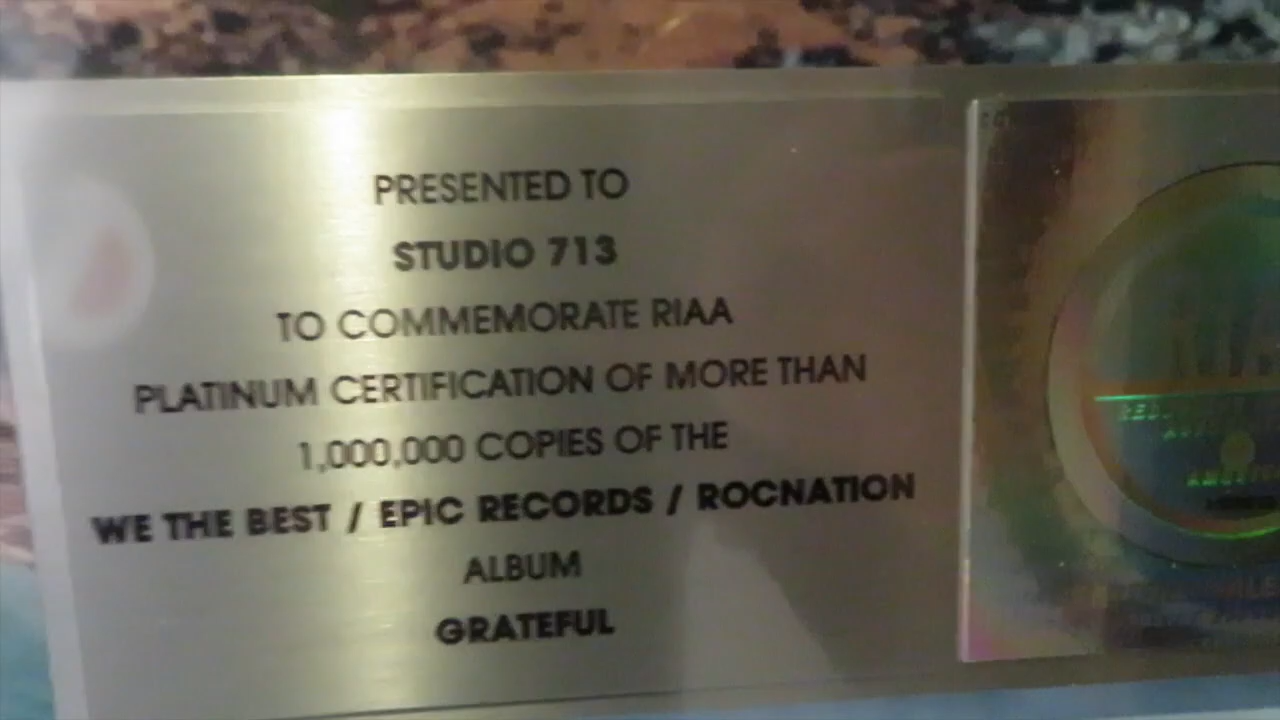 PRESENTED TO
STUDIO 713
TO COMMEMORATE RIAA
PLATINUM CERTIFICATION OF MORE THAN
1,000,000 COPIES OF THE
WE THE BEST / EPIC RECORDS / ROCNATION
ALBUM
GRATEFUL